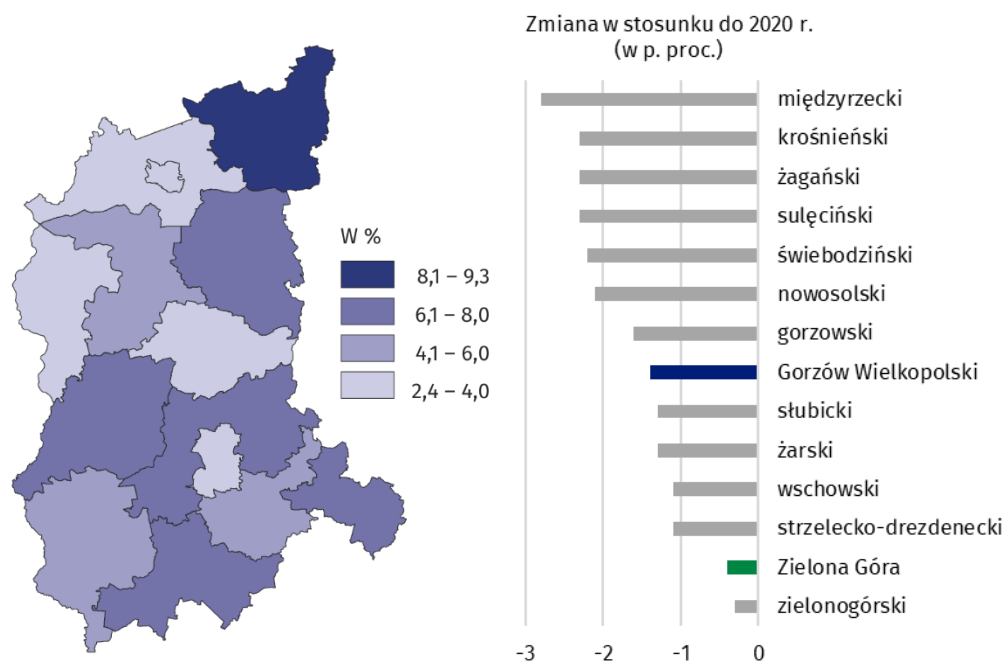 Zmiana w stosunku do 2020 r.
(w p. proc.)
W %
8,1 – 9,3
6,1 – 8,0
4,1 – 6,0
2,4 – 4,0
międzyrzecki
krośnieński
żagański
sulęciński
świebodziński
nowosolski
gorzowski
Gorzów Wielkopolski
słubicki
żarski
wschowski
strzelecko-drezdenecki
Zielona Góra
zielonogórski
-3 -2 -1 0